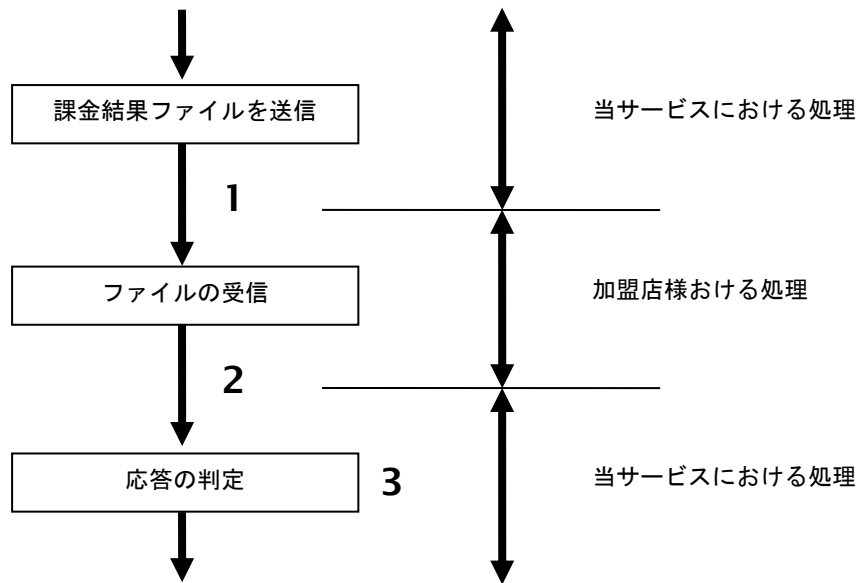 課金結果ファイルを送信
当サービスにおける処理
1
ファイルの受信
加盟店様おける処理
2
応答の判定
3
当サービスにおける処理